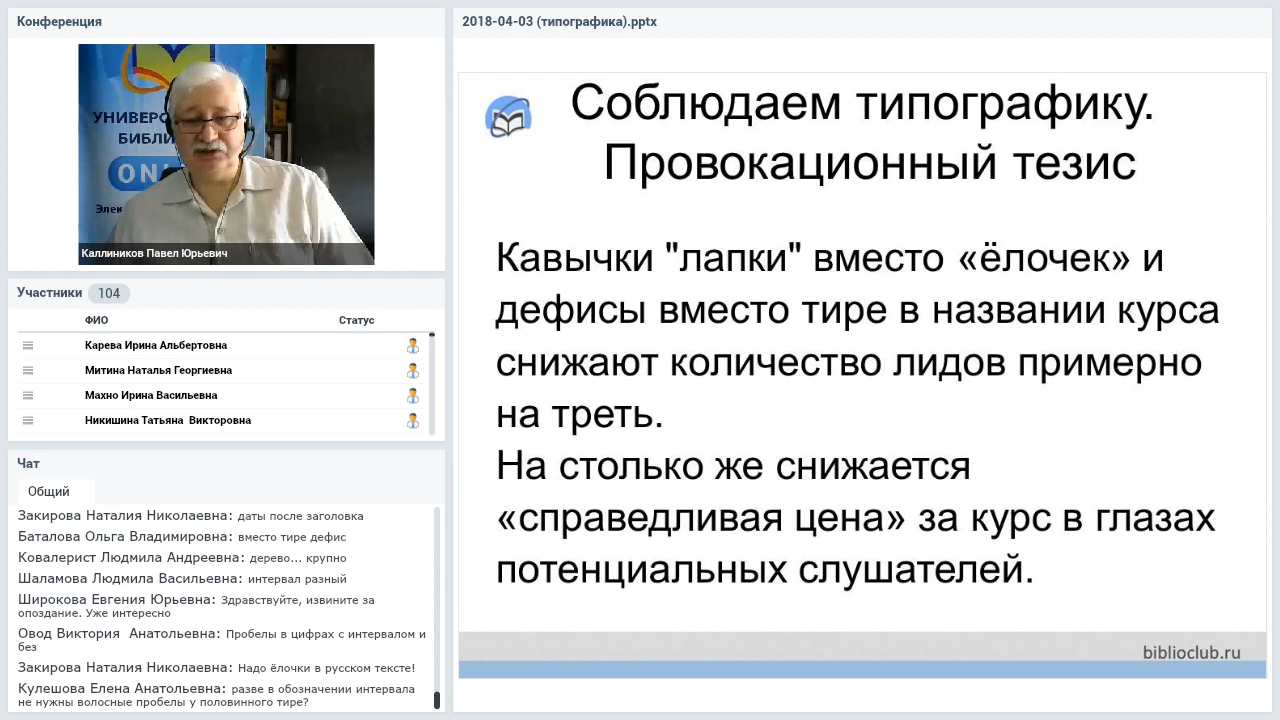 Конференция
УНИВЕРС
БИБЛИ
ON
Элек
Каллиников Павел Юрьевич
Участники 104
ФИО Статус
Карева Ирина Альбертовна
Митина Наталья Георгиевна
Махно Ирина Васильевна
Никишина Татьяна Викторовна
Чат
Общий
Закирова Наталия Николаевна: даты после заголовка
Баталова Ольга Владимировна: вместо тире дефис
Ковалерист Людмила Андреевна: дерево... крупно
Шаламова Людмила Васильевна: интервал разный
Широкова Евгения Юрьевна: Здравствуйте, извините за
опоздание. Уже интересно
Овод Виктория Анатольевна: Пробелы в цифрах с интервалом и
без
Закирова Наталия Николаевна: Надо ёлочки в русском тексте!
Кулешова Елена Анатольевна: разве в обозначении интервала
не нужны волосные пробелы у половинного тире?
2018-04-03 (типографика).pptx
Соблюдаем типографику.
Провокационный тезис
Кавычки "лапки" вместо «ёлочек» и
дефисы вместо тире в названии курса
снижают количество лидов примерно
на треть.
На столько же снижается
«справедливая цена» за курс в глазах
потенциальных слушателей.
biblioclub.ru